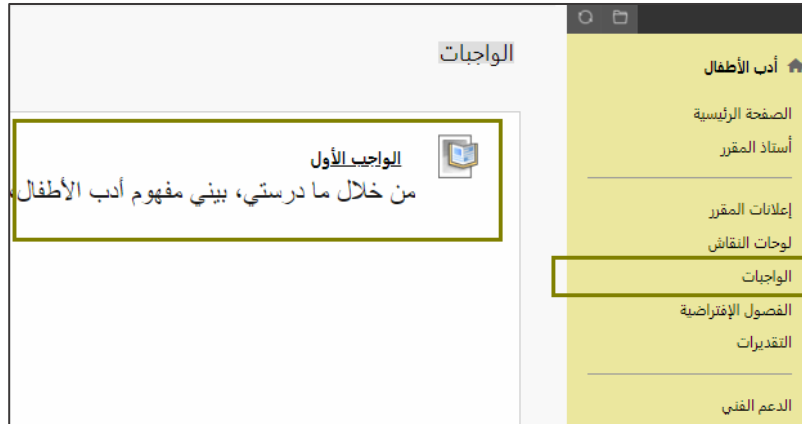 أدب الأطفال
الصفحة الرئيسية
أستاذ المقرر
إعلانات المقرر
لوحات النقاش
الواجبات
الفصول الإفتراضية
التقديرات
الدعم الفني
الواجبات
الواجب الأول
من خلال ما درستي، بيني مفهوم أدب الأطفال،